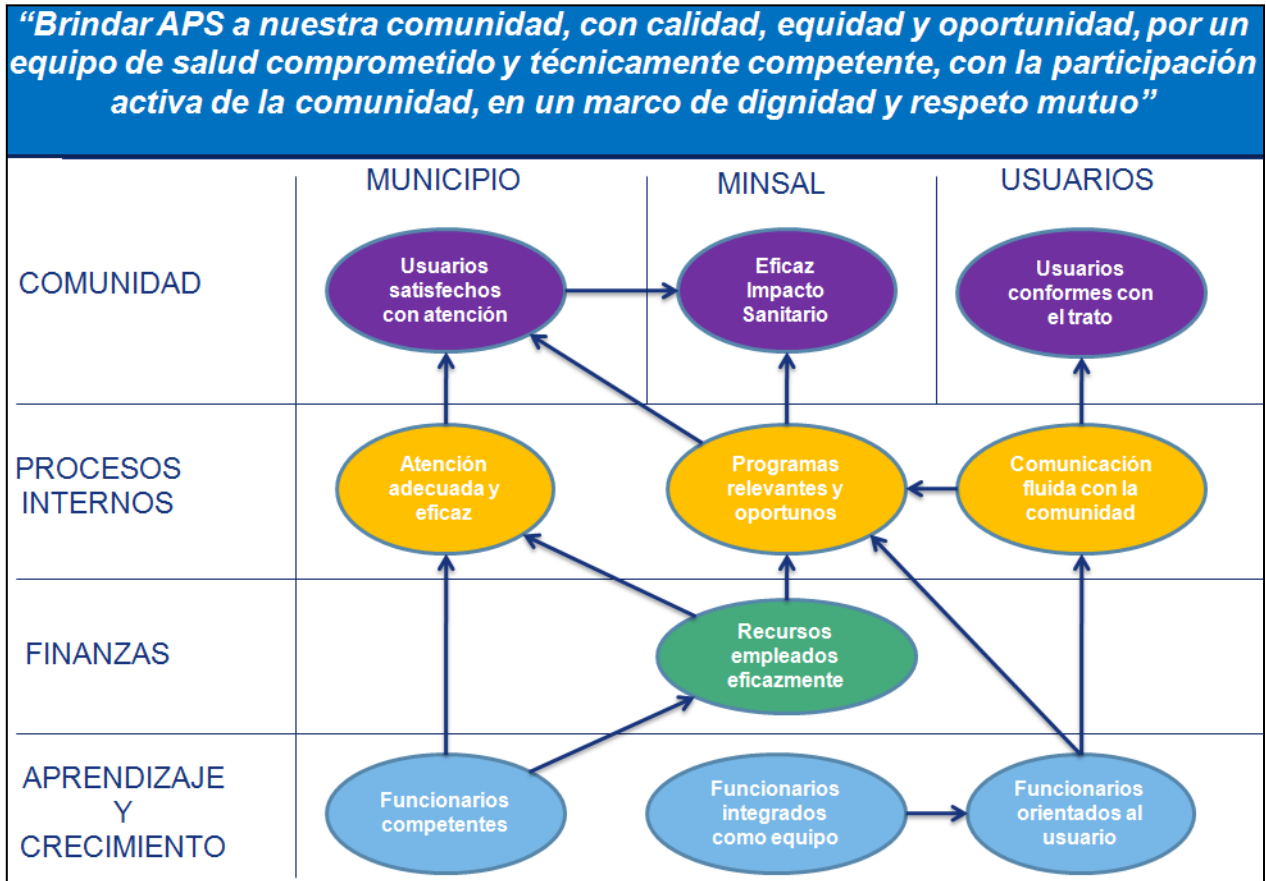 “Brindar APS a nuestra comunidad, con calidad, equidad y oportunidad, por un
equipo de salud comprometido y técnicamente competente, con la participación
activa de la comunidad, en un marco de dignidad y respeto mutuo”
MUNICIPIO
MINSAL
USUARIOS
COMUNIDAD
Usuarios
satisfechos
con atención
Eficaz
Impacto
Sanitario
Usuarios
conformes con
el trato
PROCESOS
INTERNOS
Atención
adecuada y
eficaz
Programas
relevantes y
oportunos
Comunicación
fluida con la
comunidad
FINANZAS
Recursos
empleados
eficazmente
APRENDIZAJE
Y
CRECIMIENTO
Funcionarios
competentes
Funcionarios
integrados
como equipo
Funcionarios
orientados al
usuario